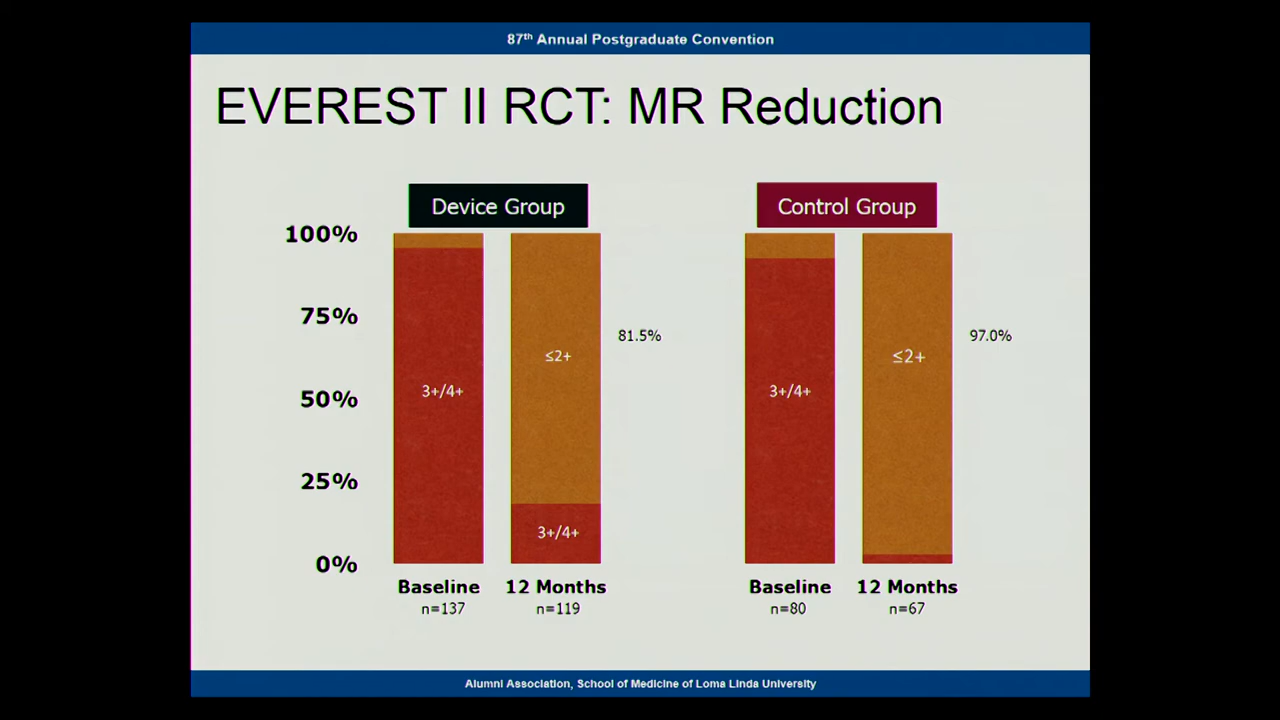 87th Annual Postgraduate Convention
EVEREST II RCT: MR Reduction
Device Group
Control Group
100%
75%
50%
25%
0%
3+/4+
≤2+
3+/4+
81.5%
3+/4+
≤2+
97.0%
Baseline
n=137
12 Months
n=119
Baseline
n=80
12 Months
n=67
Alumni Association, School of Medicine of Loma Linda University